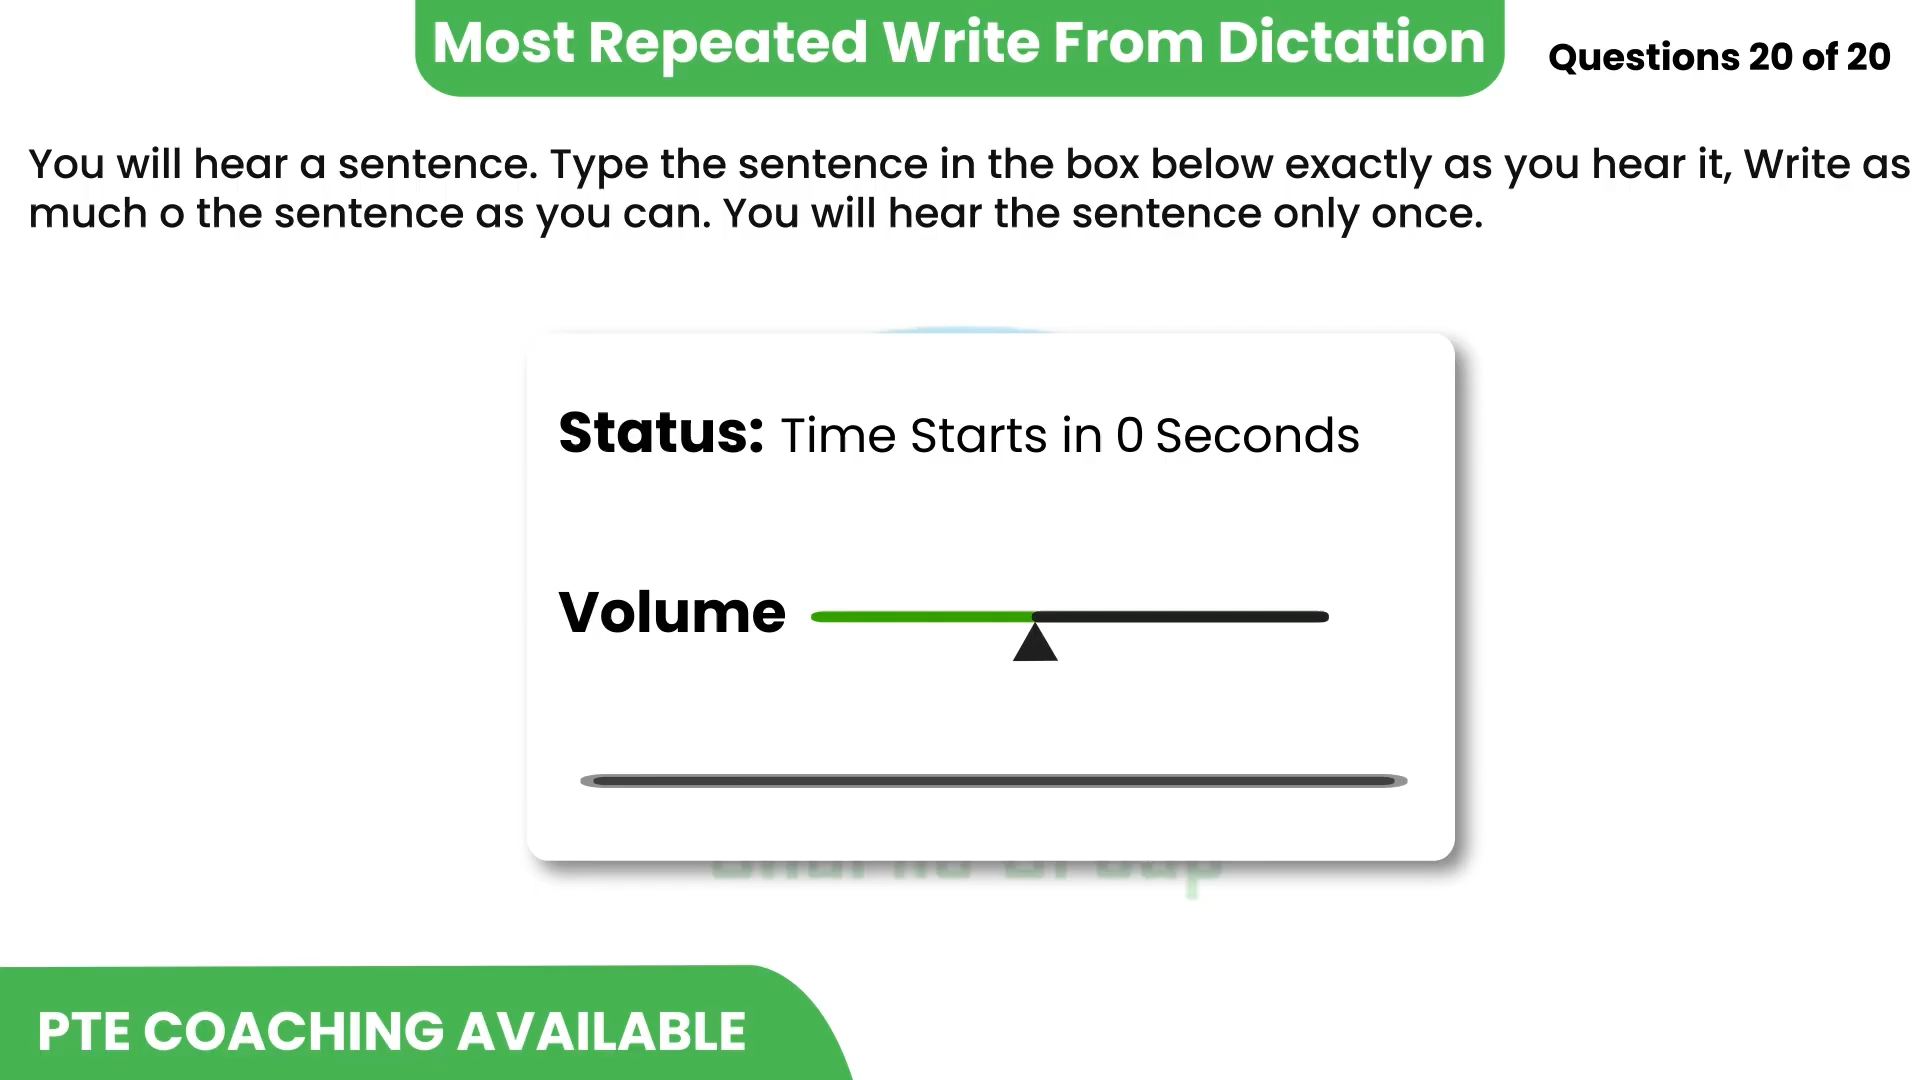 Most Repeated Write From Dictation
Questions 20 of 20
You will hear a sentence. Type the sentence in the box below exactly as you hear it, Write as
much o the sentence as you can. You will hear the sentence only once.
Status: Time Starts in 0 Seconds
Volume
Group
PTE COACHING AVAILABLE